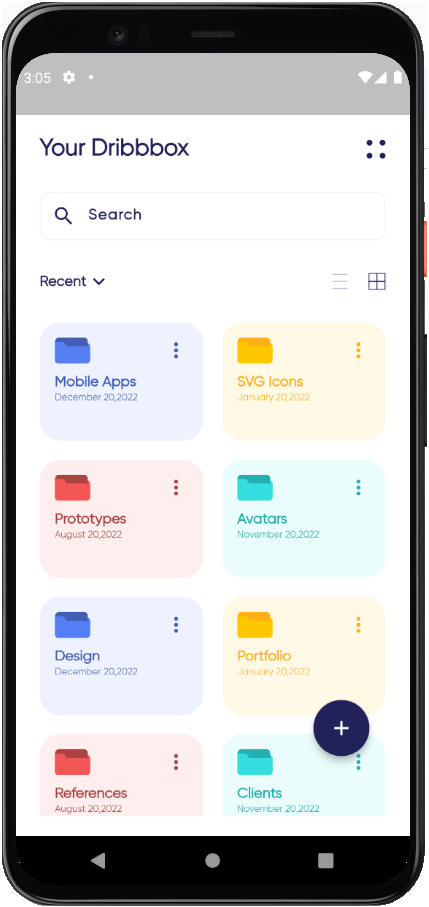 3:05
Your Dribbbox
Search
Recent
Mobile Apps
December 20,2022
SVG Icons
January 20,2022
Prototypes
August 20,2022
Avatars
November 20,2022
Design
December 20,2022
Portfolio
January 20,2022
References
August 20,2022
Clients
November 20,2022